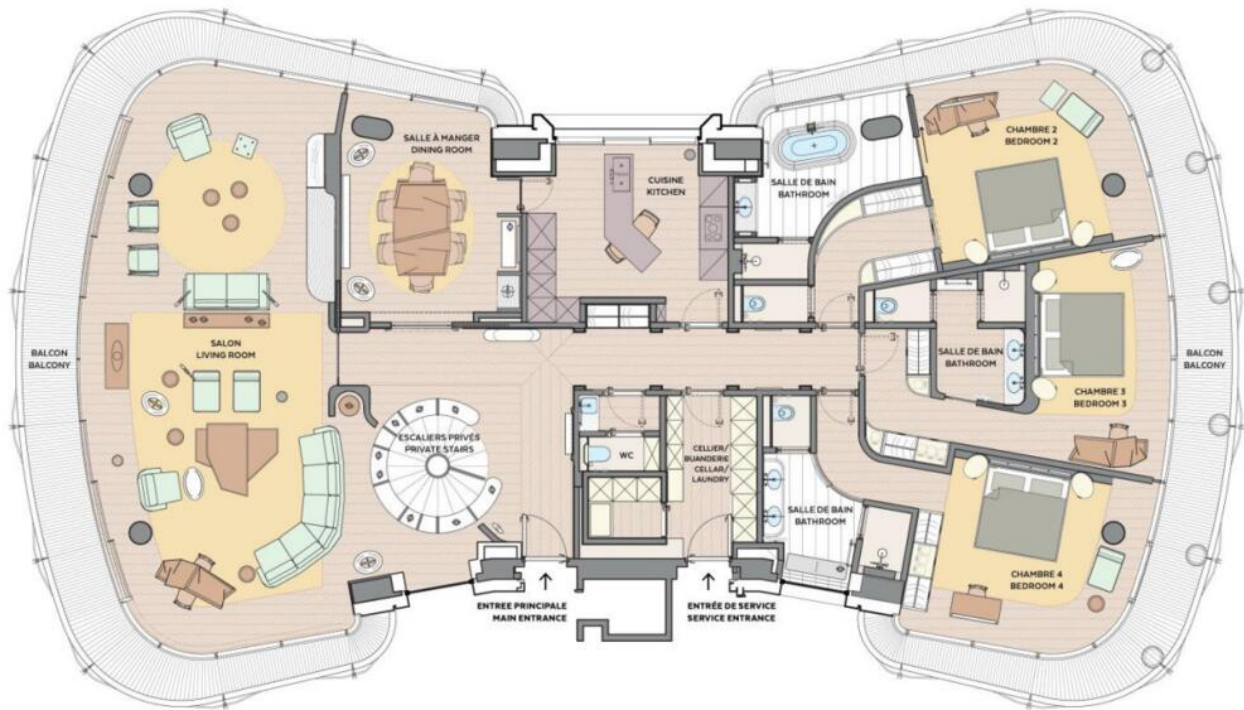 SALLE À MANGER
DINING ROOM
CUISINE
KITCHEN
SALLE DE BAIN
BATHROOM
CHAMBRE 2
BEDROOM 2
BALCON
BALCONY
SALON
LIVING ROOM
SALLE DE BAIN
BATHROOM
CHAMBRE 3
BEDROOM 3
BALCON
BALCONY
ESCALIERS PRIVÉS
PRIVATE STAIRS
WC
CELLIER/
BUANDERIE
CELLAR/
LAUNDRY
SALLE DE BAIN
BATHROOM
CHAMBRE 4
BEDROOM 4
ENTREE PRINCIPALE
MAIN ENTRANCE
ENTRÉE DE SERVICE
SERVICE ENTRANCE